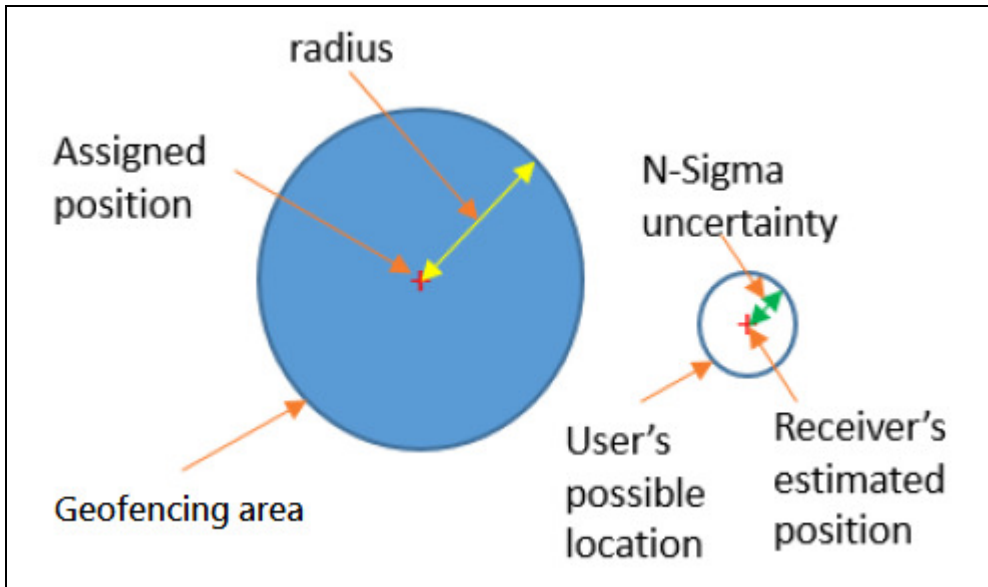 radius
Assigned
position
N-Sigma
uncertainty
Geofencing area
User's
possible
location
Receiver's
estimated
position